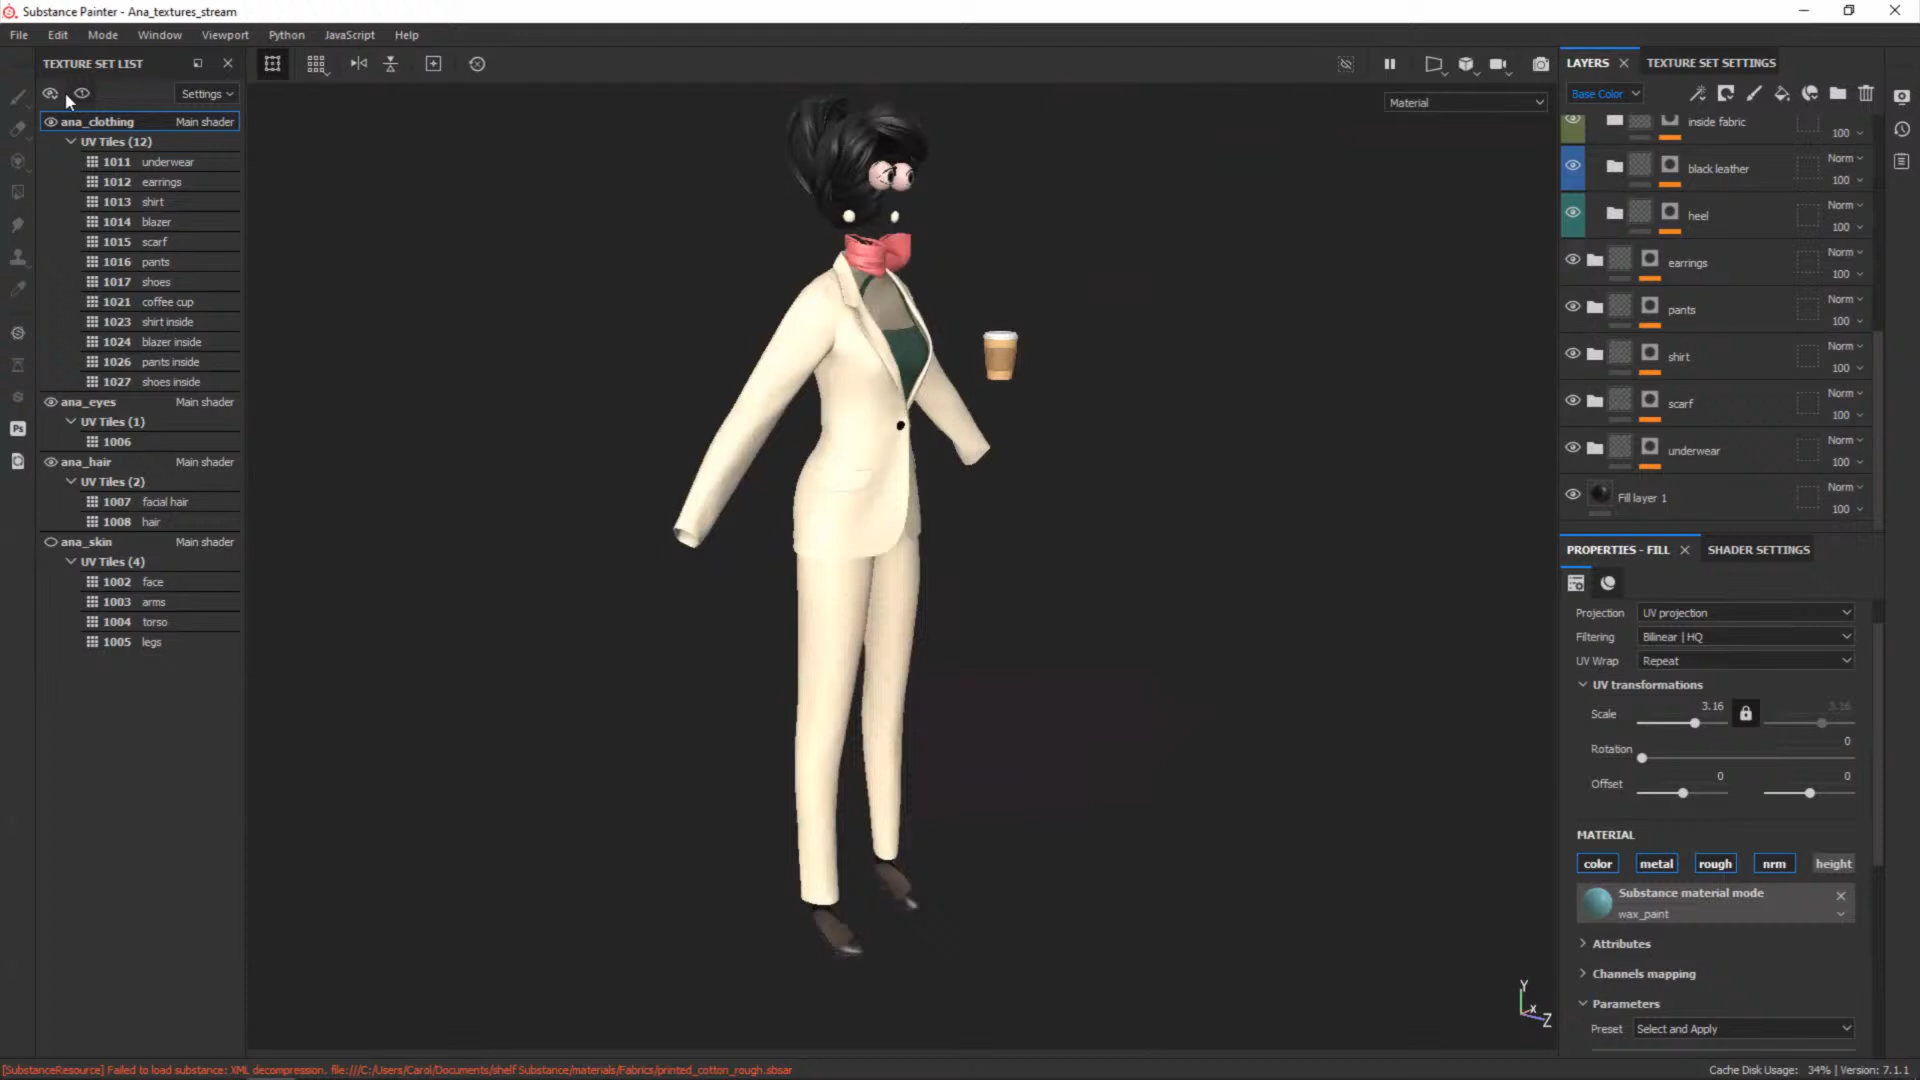 Substance Painter - Ana_textures_stream
File Edit Mode Window Viewport Python JavaScript Help
TEXTURE SET LIST
Settings
ana_clothing Main shader
UV Tiles (12)
1011 underwear
1012 earrings
1013 shirt
1014 blazer
1015 scarf
1016 pants
1017 shoes
1021 coffee cup
1023 shirt inside
1024 blazer inside
1026 pants inside
1027 shoes inside
ana_eyes Main shader
UV Tiles (1)
1006
ana_hair Main shader
UV Tiles (2)
1007 facial hair
1008 hair
ana_skin Main shader
UV Tiles (4)
1002 face
1003 arms
1004 torso
1005 legs
Ps
Material
Y
X
Z
LAYERS TEXTURE SET SETTINGS
Base Color
inside fabric
100
black leather Norm
100
heel Norm
100
earrings Norm
100
pants Norm
100
shirt Norm
100
scarf Norm
100
underwear Norm
100
Fill layer 1 Norm
100
PROPERTIES - FILL SHADER SETTINGS
Projection UV projection
Filtering Bilinear | HQ
UV Wrap Repeat
UV transformations
Scale 3.16 3.16
Rotation 0
Offset 0 0
MATERIAL
color metal rough nrm height
Substance material mode
wax_paint
Attributes
Channels mapping
Parameters
Preset Select and Apply
[SubstanceResource] Failed to load substance: XML decompression. file:///C:/Users/Carol/Documents/shelf Substance/materials/Fabrics/printed_cotton_rough.sbsar
Cache Disk Usage: 34% | Version: 7.1.1